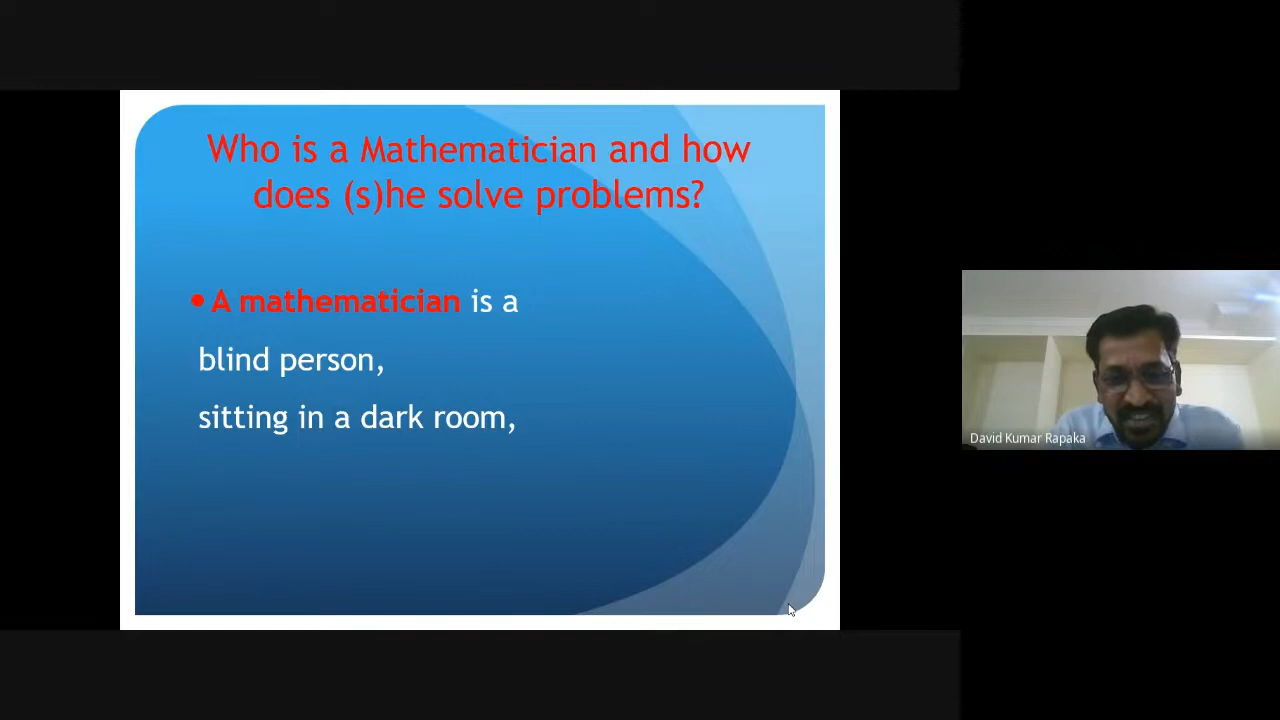 Who is a Mathematician and how
does (s)he solve problems?
• A mathematician is a
blind person,
sitting in a dark room,
David Kumar Rapaka